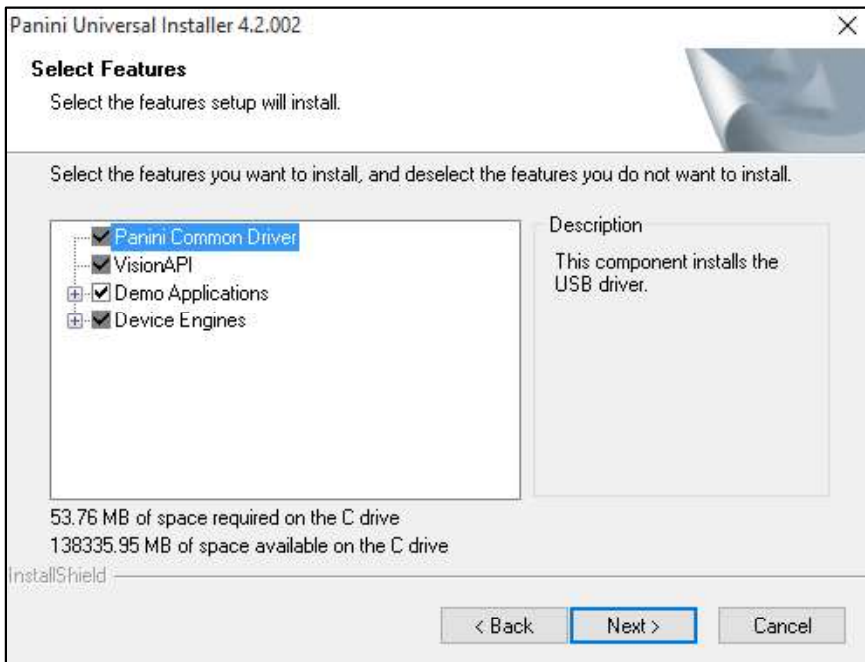 Panini Universal Installer 4.2.002
Select Features
Select the features setup will install.
Select the features you want to install, and deselect the features you do not want to install.
Panini Common Driver
VisionAPI
Demo Applications
Device Engines
Description
This component installs the
USB driver.
53.76 MB of space required on the C drive
138335.95 MB of space available on the C drive
InstallShield
< Back
Next >
Cancel